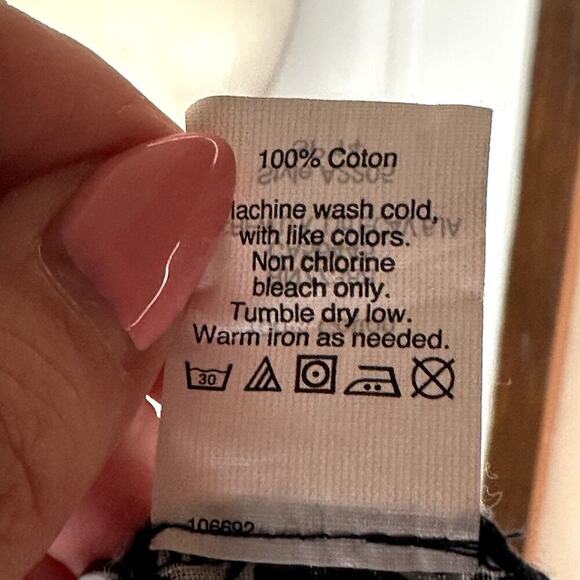 100% Coton
achine wash cold,
with like colors.
Non chlorine
bleach only.
Tumble dry low.
Warm iron as needed.
30
106692